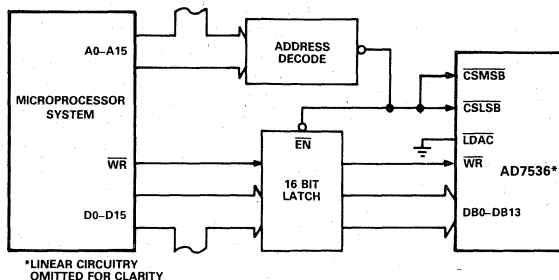 A0–A15
ADDRESS
DECODE
MICROPROCESSOR
SYSTEM
CSMSB
CSLSB
EN
LDAC
WR
16 BIT
LATCH
WR
AD7536*
D0–D15
DB0–DB13
*LINEAR CIRCUITRY
OMITTED FOR CLARITY